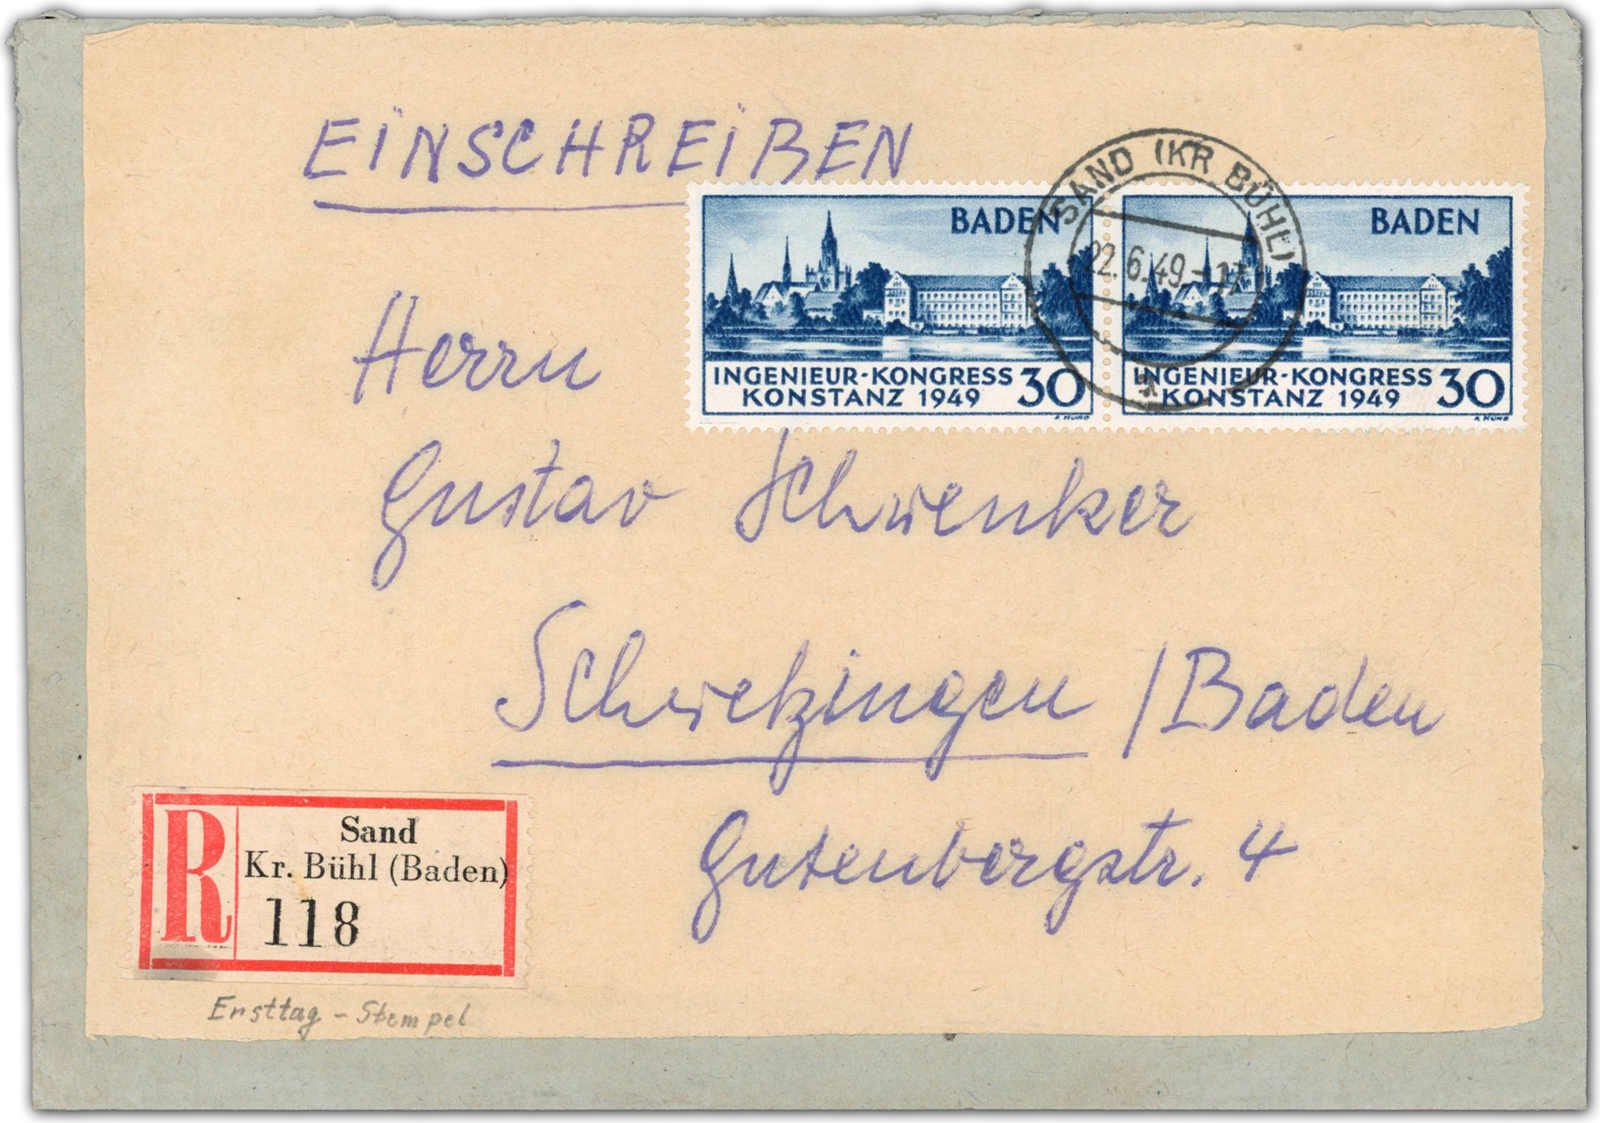 EINSCHREIBEN
BADEN
INGENIEUR-KONGRESS
KONSTANZ 1949 30
BADEN
INGENIEUR-KONGRESS
KONSTANZ 1949 30
SAND (KR BÜHL)
22.6.49.-17
Herrn
Gustav Schwenker
Schwetzingen / Baden
Gutenbergstr. 4
R
Sand
Kr. Bühl (Baden)
118
Ersttag - Stempel